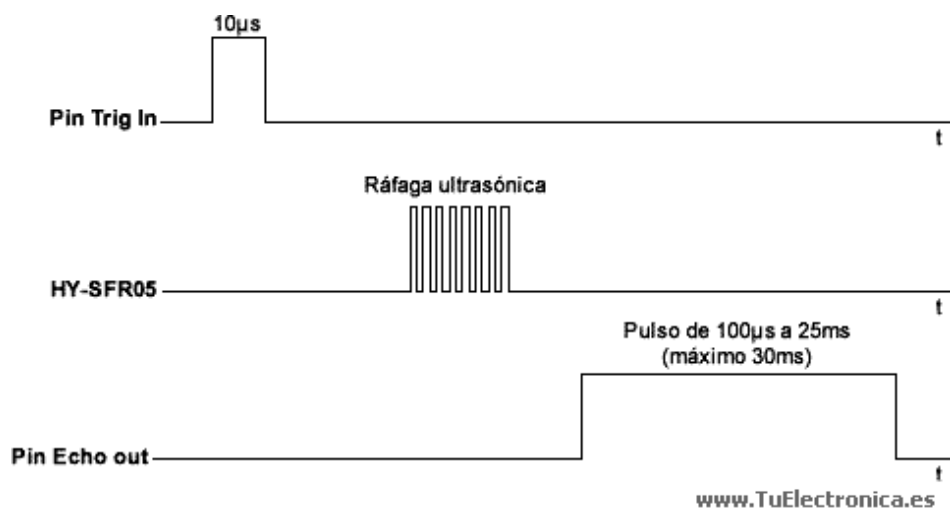 10µs
Pin Trig In
t
Ráfaga ultrasónica
HY-SFR05
t
Pulso de 100µs a 25ms
(máximo 30ms)
Pin Echo out
t
www.TuElectronica.es